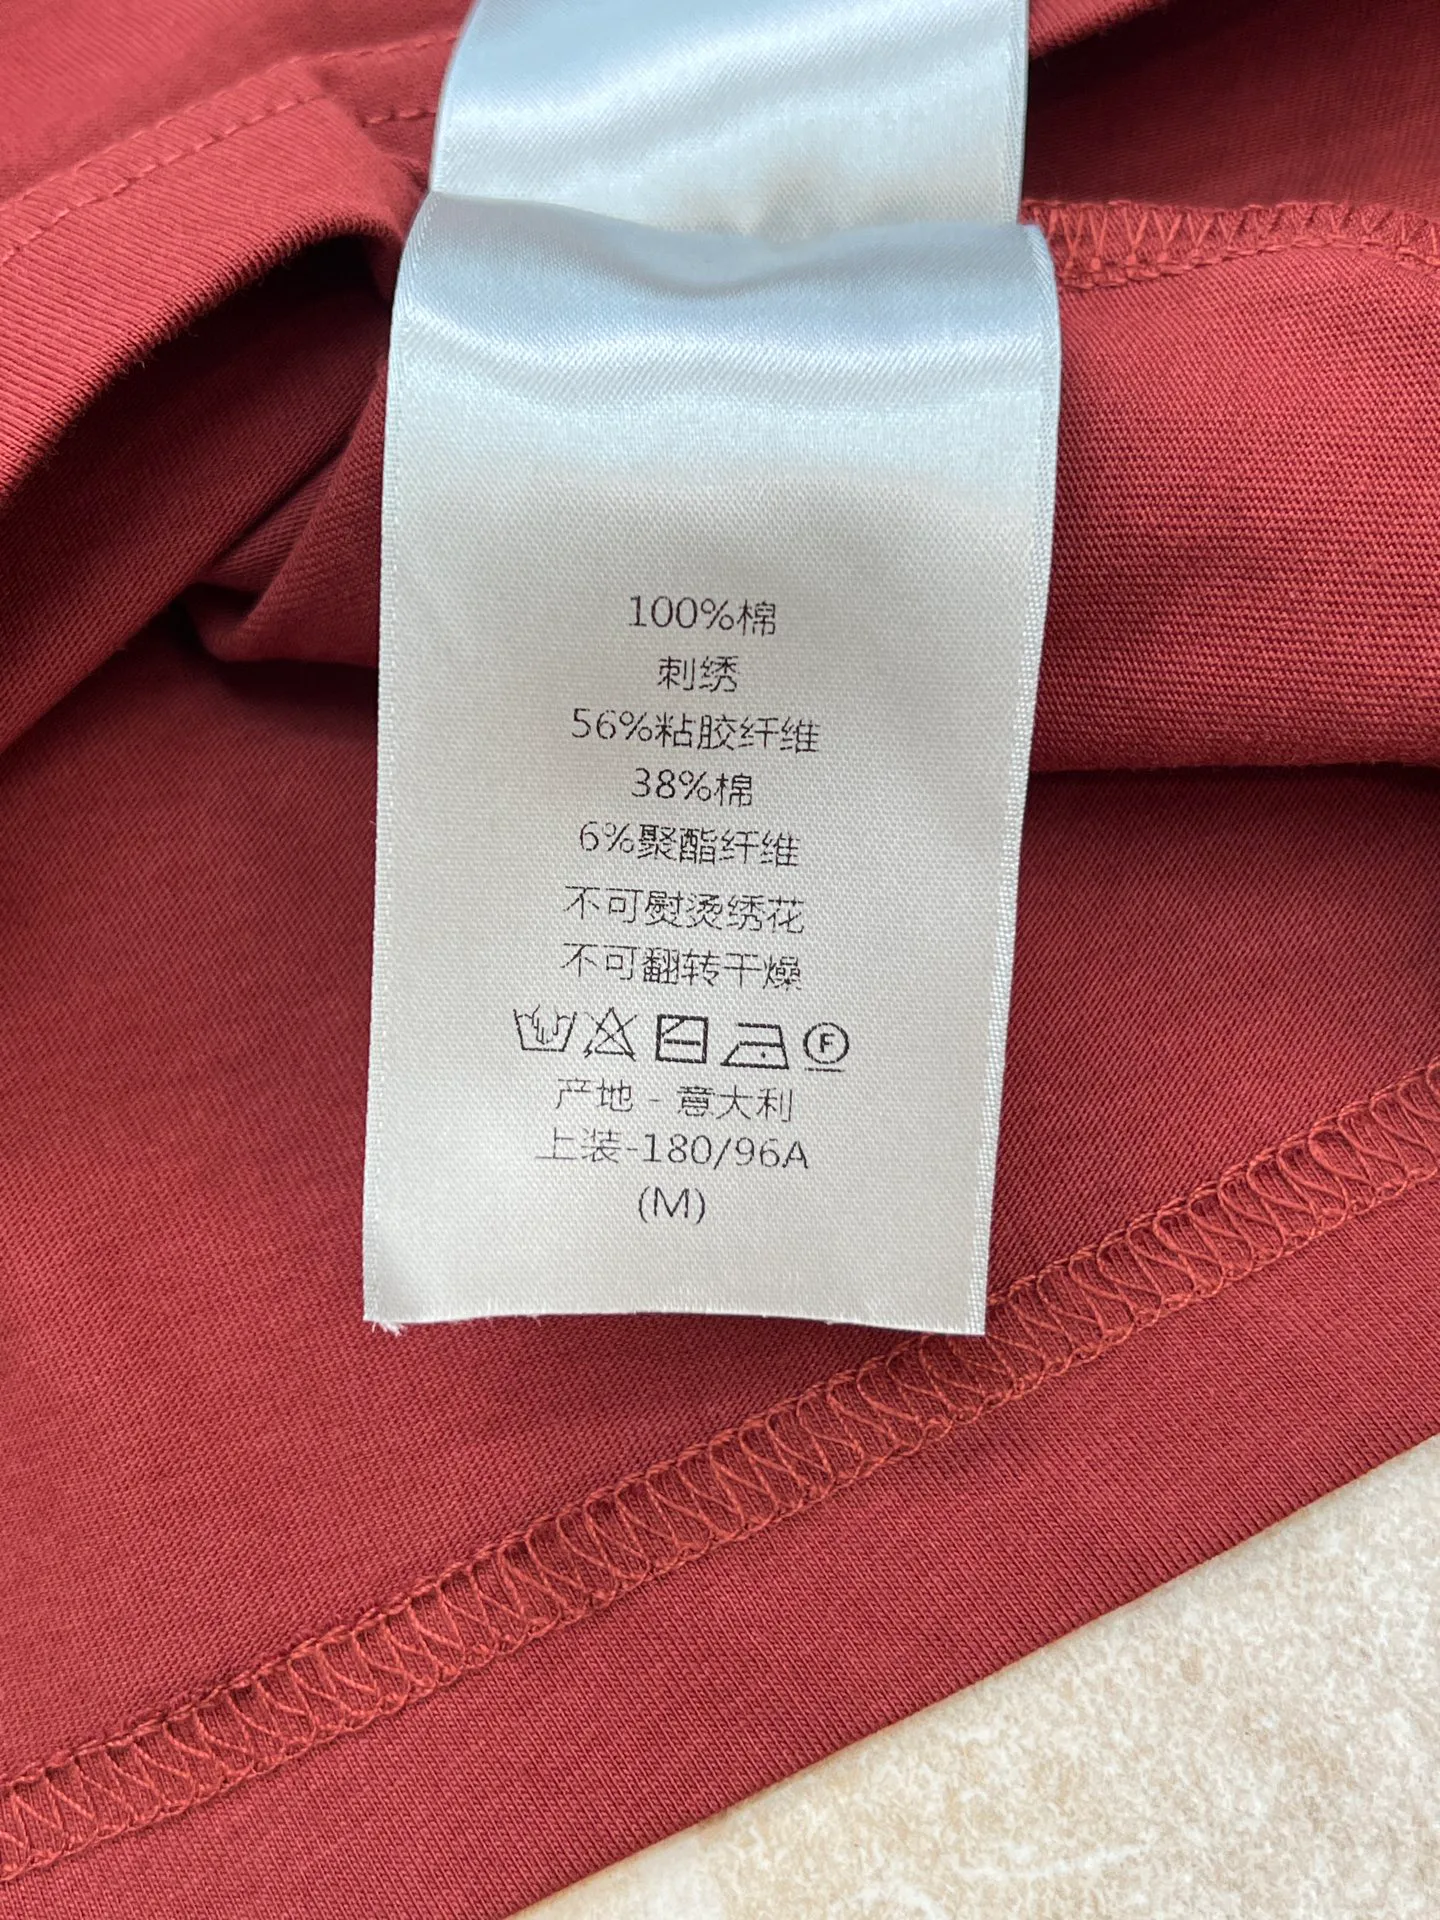 100%棉
刺绣
56%粘胶纤维
38%棉
6%聚酯纤维
不可熨烫绣花
不可翻转干燥
F
产地 - 意大利
上装-180/96A
(M)